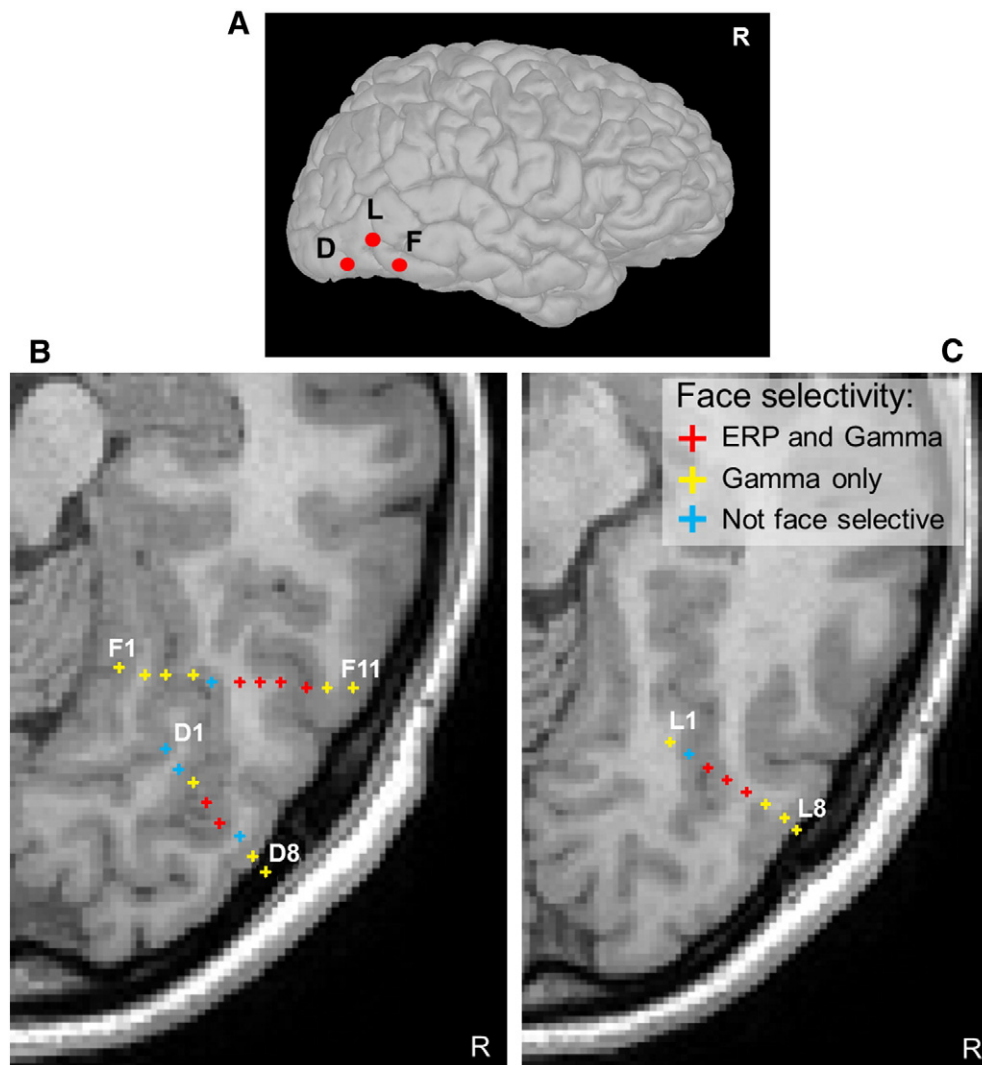 A
R
L
D
F
B
C
Face selectivity:
ERP and Gamma
Gamma only
Not face selective
F1
F11
D1
D8
R
L1
L8
R